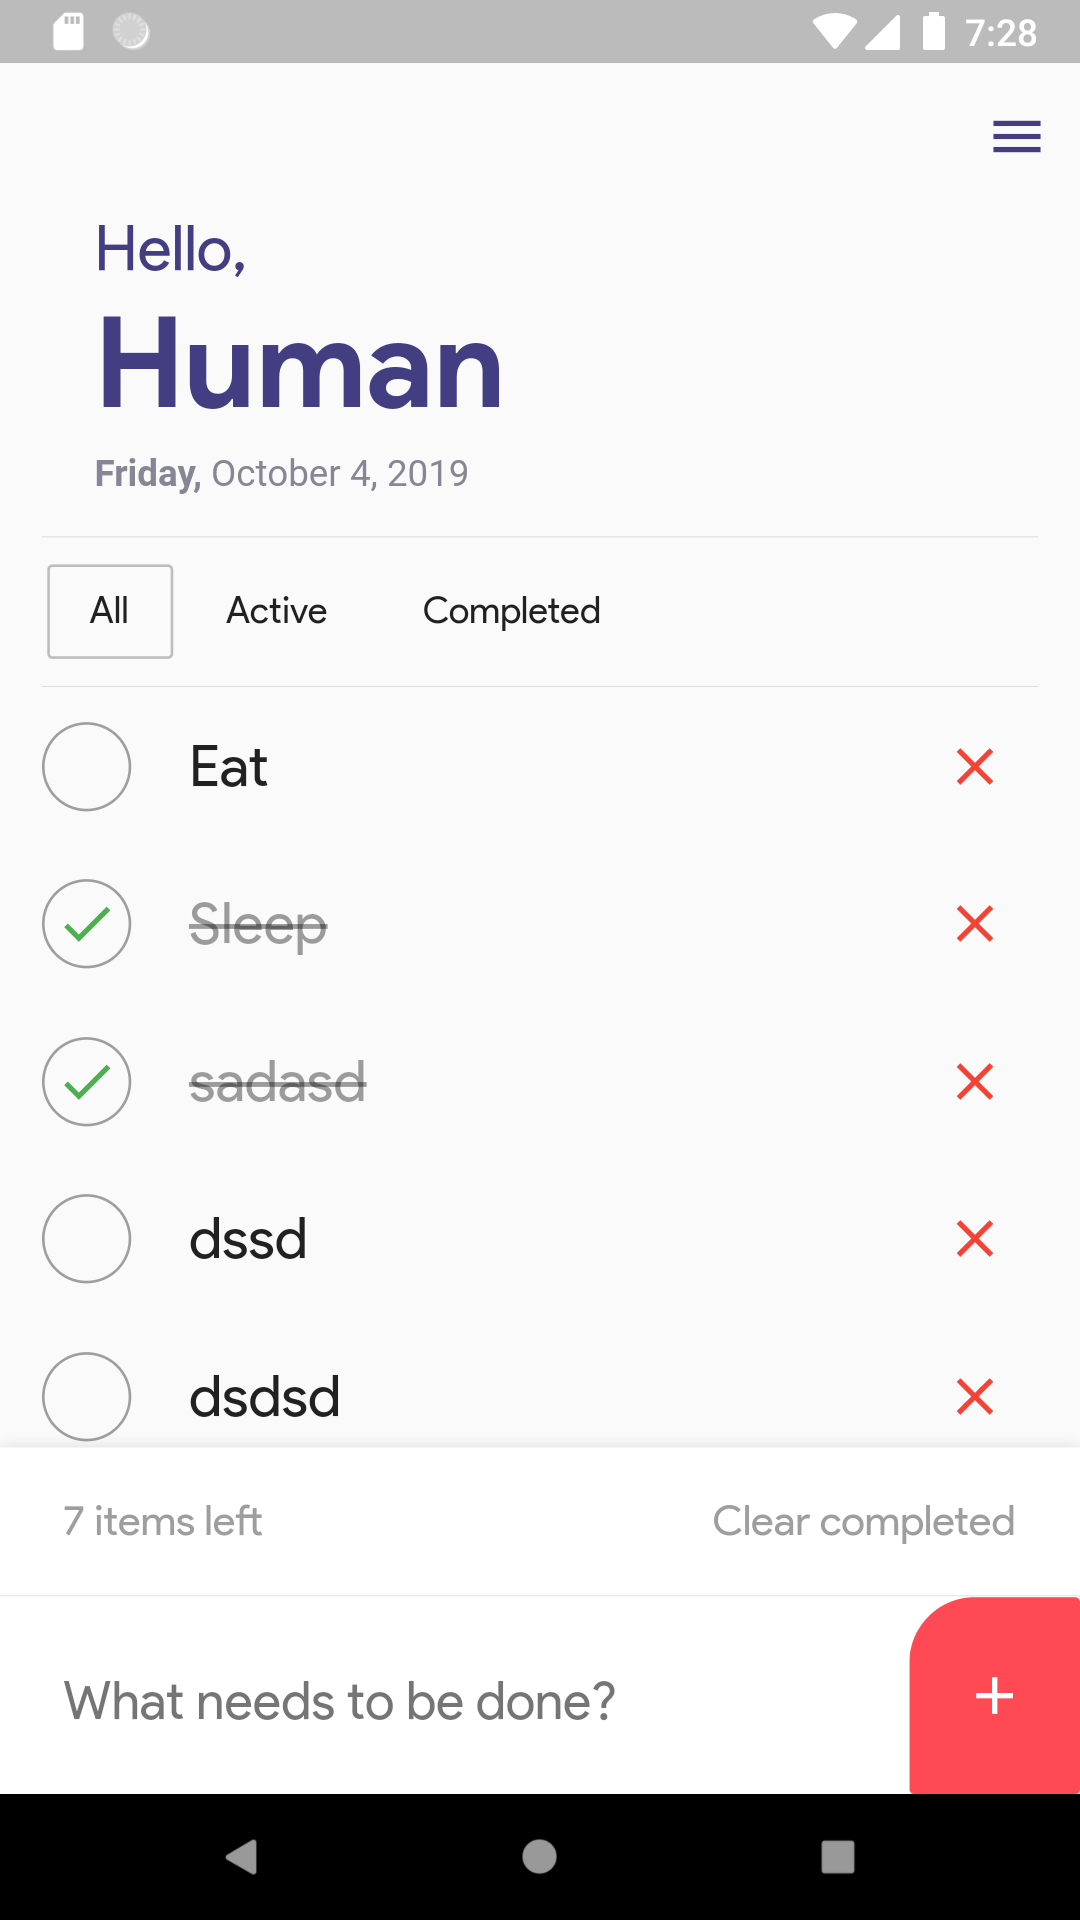 7:28
Hello,
Human
Friday, October 4, 2019
All Active Completed
Eat
Sleep
sadasd
dssd
dsdsd
7 items left Clear completed
What needs to be done?